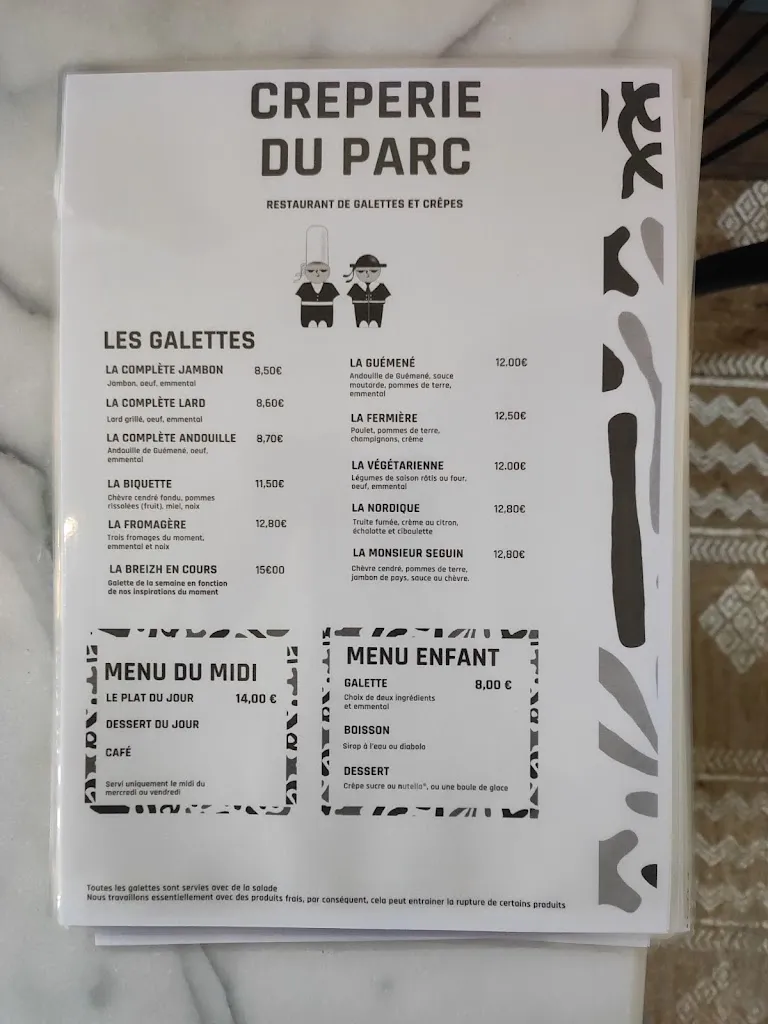 CREPERIE
DU PARC
RESTAURANT DE GALETTES ET CRÊPES
LES GALETTES
LA COMPLÈTE JAMBON 8,50€
Jambon, oeuf, emmental
LA COMPLÈTE LARD 8,60€
Lard grillé, oeuf, emmental
LA COMPLÈTE ANDOUILLE 8,70€
Andouille de Guémené, oeuf,
emmental
LA BIQUETTE 11,50€
Chèvre cendré fondu, pommes
rissolées (fruit), miel, noix
LA FROMAGÈRE 12,80€
Trois fromages du moment,
emmental et noix
LA BREIZH EN COURS 15€00
Galette de la semaine en fonction
de nos inspirations du moment
LA GUÉMENÉ 12.00€
Andouille de Guémené, sauce
moutarde, pommes de terre,
emmental
LA FERMIÈRE 12,50€
Poulet, pommes de terre,
champignons, crème
LA VÉGÉTARIENNE 12.00€
Légumes de saison rôtis au four,
oeuf, emmental
LA NORDIQUE 12,80€
Truite fumée, crème au citron,
échalotte et ciboulette
LA MONSIEUR SEGUIN 12,80€
Chèvre cendré, pommes de terre,
jambon de pays, sauce au chèvre.
MENU DU MIDI
LE PLAT DU JOUR 14,00 €
DESSERT DU JOUR
CAFÉ
Servi uniquement le midi du
mercredi au vendredi
MENU ENFANT
GALETTE 8,00 €
Choix de deux ingrédients
et emmental
BOISSON
Sirop à l'eau ou diabolo
DESSERT
Crêpe sucre ou nutella®, ou une boule de glace
Toutes les galettes sont servies avec de la salade
Nous travaillons essentiellement avec des produits frais, par conséquent, cela peut entrainer la rupture de certains produits